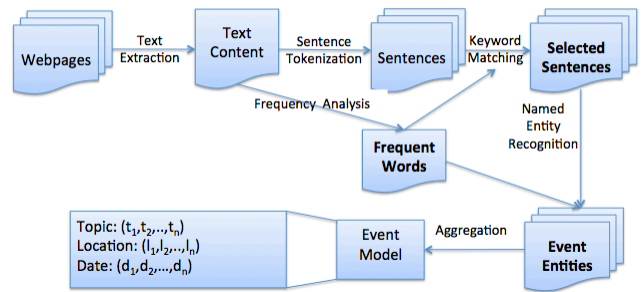 Webpages
Text
Extraction
Text
Content
Sentence
Tokenization
Sentences
Keyword
Matching
Selected
Sentences
Frequency Analysis
Frequent
Words
Named
Entity
Recognition
Topic: (t₁,t₂,..,tₙ)
Location: (l₁,l₂,..,lₙ)
Date: (d₁,d₂,...,dₙ)
Event
Model
Aggregation
Event
Entities